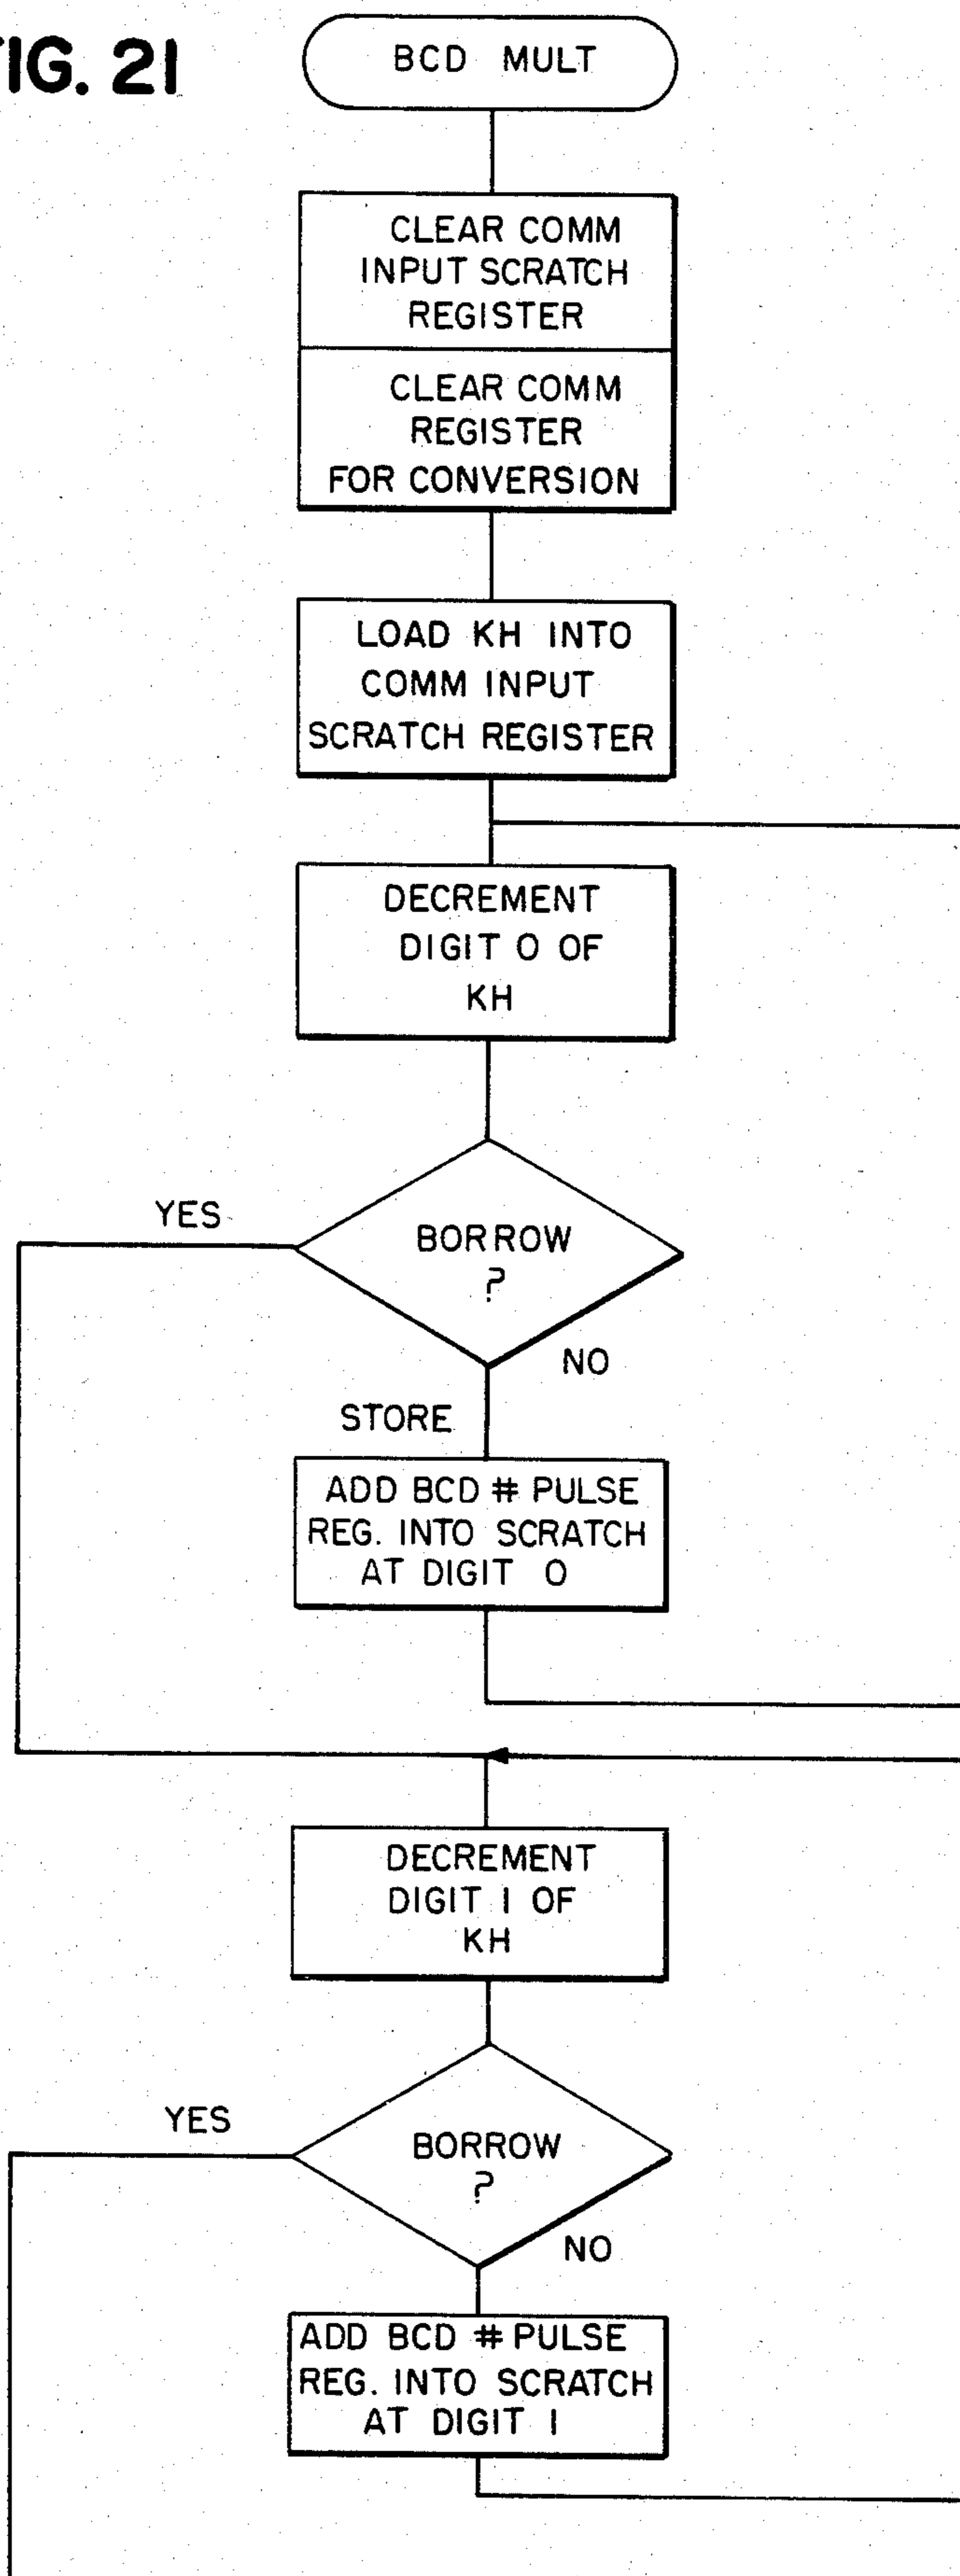 FIG. 21
BCD MULT
CLEAR COMM
INPUT SCRATCH
REGISTER
CLEAR COMM
REGISTER
FOR CONVERSION
LOAD KH INTO
COMM INPUT
SCRATCH REGISTER
DECREMENT
DIGIT 0 OF
KH
YES
BORROW
?
NO
STORE
ADD BCD # PULSE
REG. INTO SCRATCH
AT DIGIT 0
DECREMENT
DIGIT 1 OF
KH
YES
BORROW
?
NO
ADD BCD # PULSE
REG. INTO SCRATCH
AT DIGIT 1